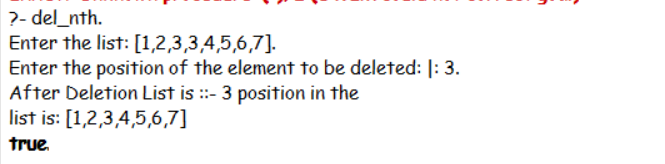 ?- del_nth.
Enter the list: [1,2,3,3,4,5,6,7].
Enter the position of the element to be deleted: |: 3.
After Deletion List is ::- 3 position in the
list is: [1,2,3,4,5,6,7]
true.